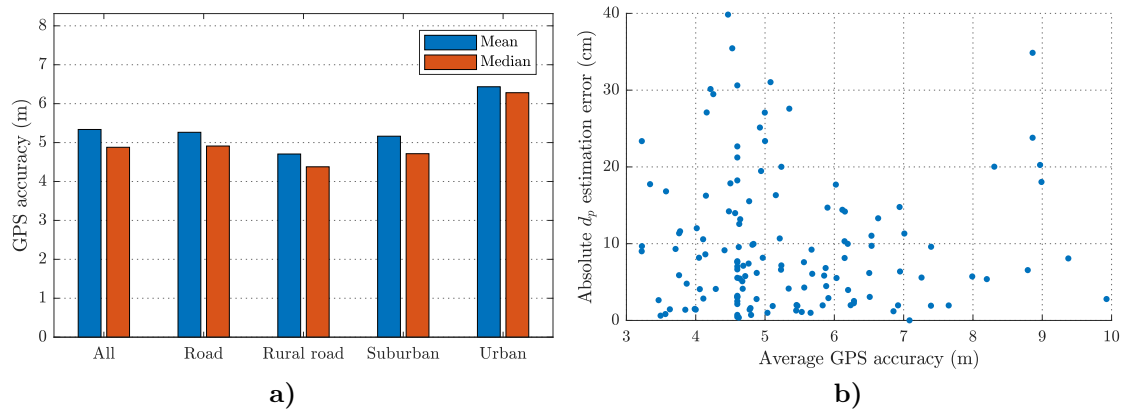 8
7
6
5
4
3
2
1
0
GPS accuracy (m)
Mean
Median
All Road Rural road Suburban Urban
a)
40
30
20
10
0
Absolute d_p estimation error (cm)
3 4 5 6 7 8 9 10
Average GPS accuracy (m)
b)